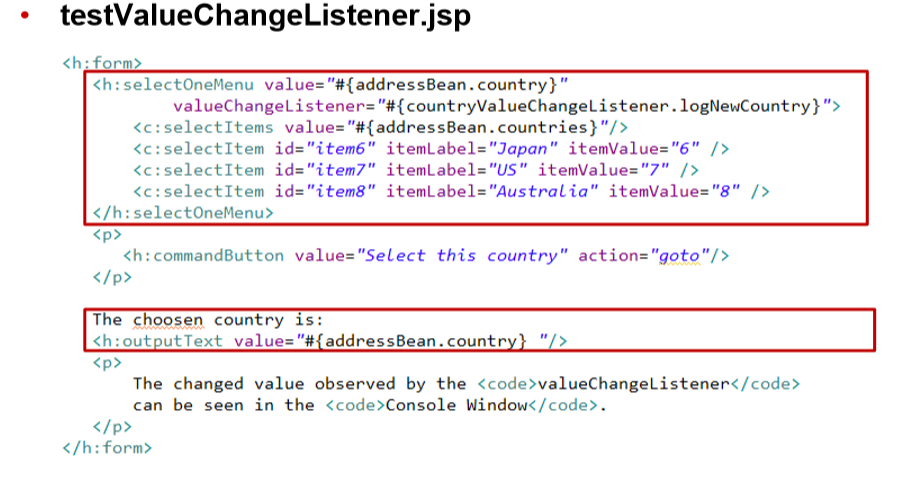 • testValueChangeListener.jsp
<h:form>
<h:selectOneMenu value="#{addressBean.country}"
valueChangeListener="#{countryValueChangeListener.logNewCountry}">
<c:selectItems value="#{addressBean.countries}"/>
<c:selectItem id="item6" itemLabel="Japan" itemValue="6" />
<c:selectItem id="item7" itemLabel="US" itemValue="7" />
<c:selectItem id="item8" itemLabel="Australia" itemValue="8" />
</h:selectOneMenu>
<p>
<h:commandButton value="Select this country" action="goto"/>
</p>
The choosen country is:
<h:outputText value="#{addressBean.country} "/>
<p>
The changed value observed by the <code>valueChangeListener</code>
can be seen in the <code>Console Window</code>.
</p>
</h:form>